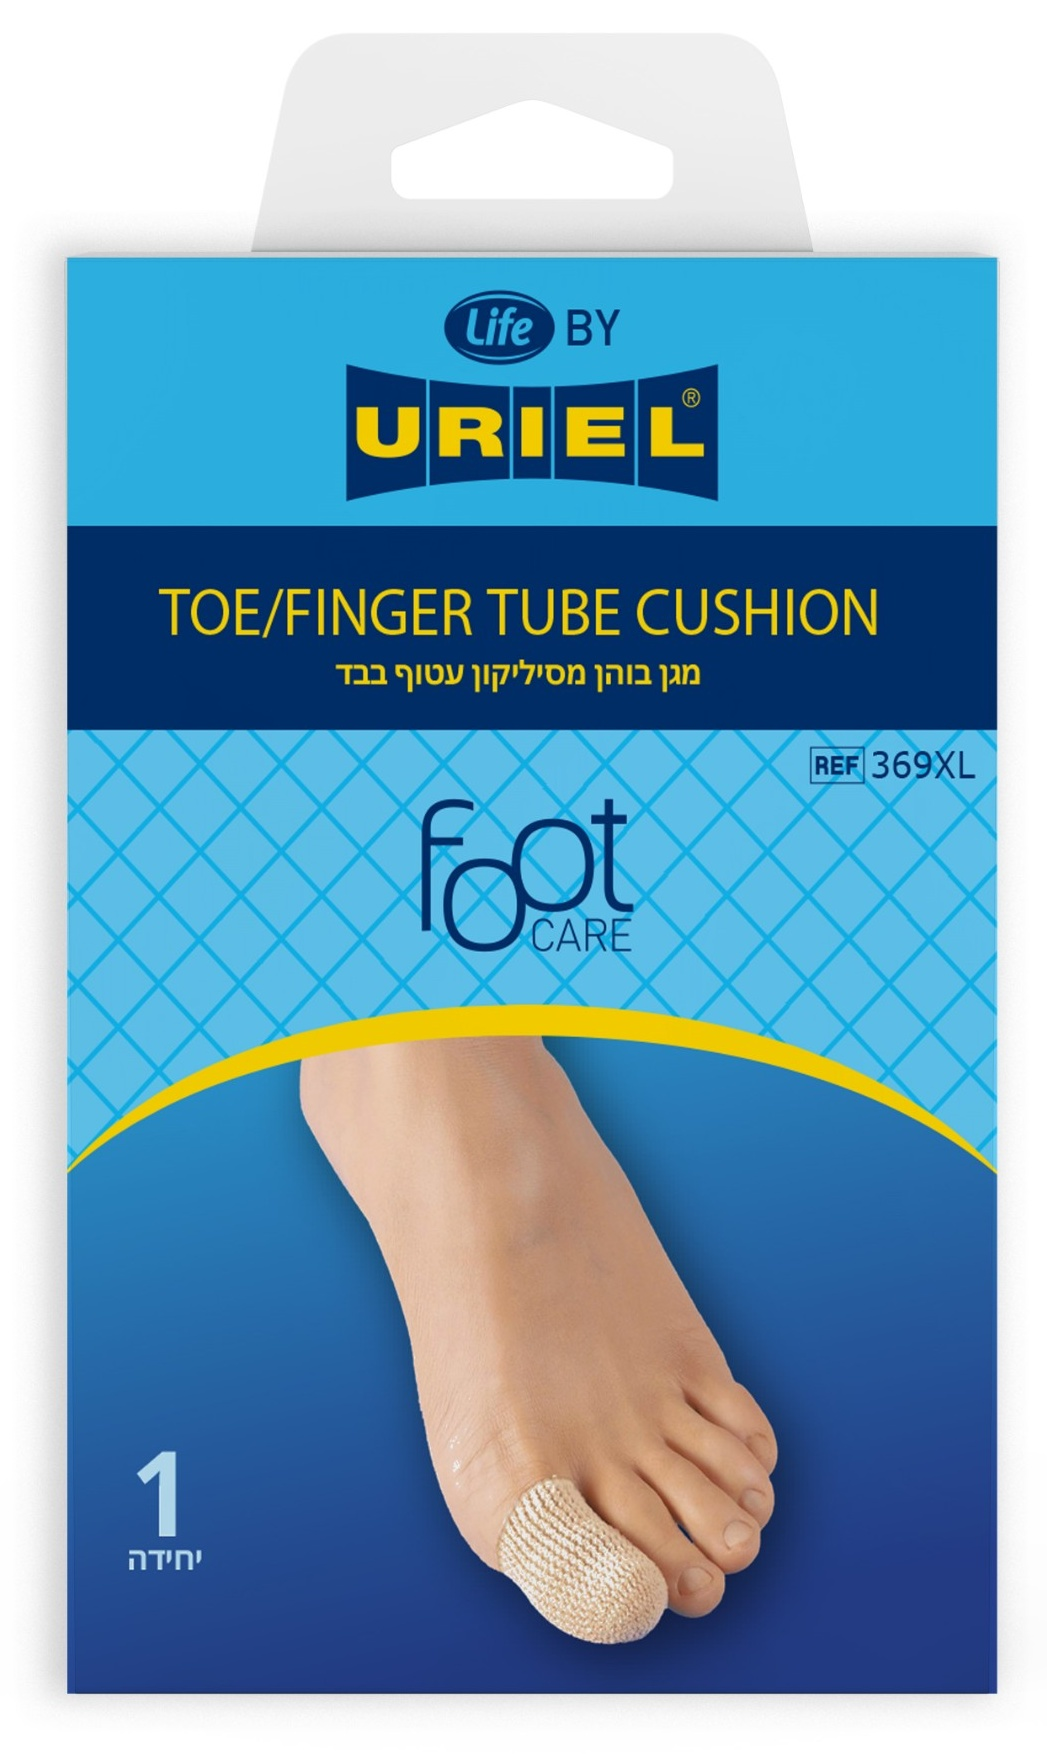 Life BY
URIEL®
TOE/FINGER TUBE CUSHION
מגן בוהן מסיליקון עטוף בבד
REF 369XL
foot
CARE
1
יחידה